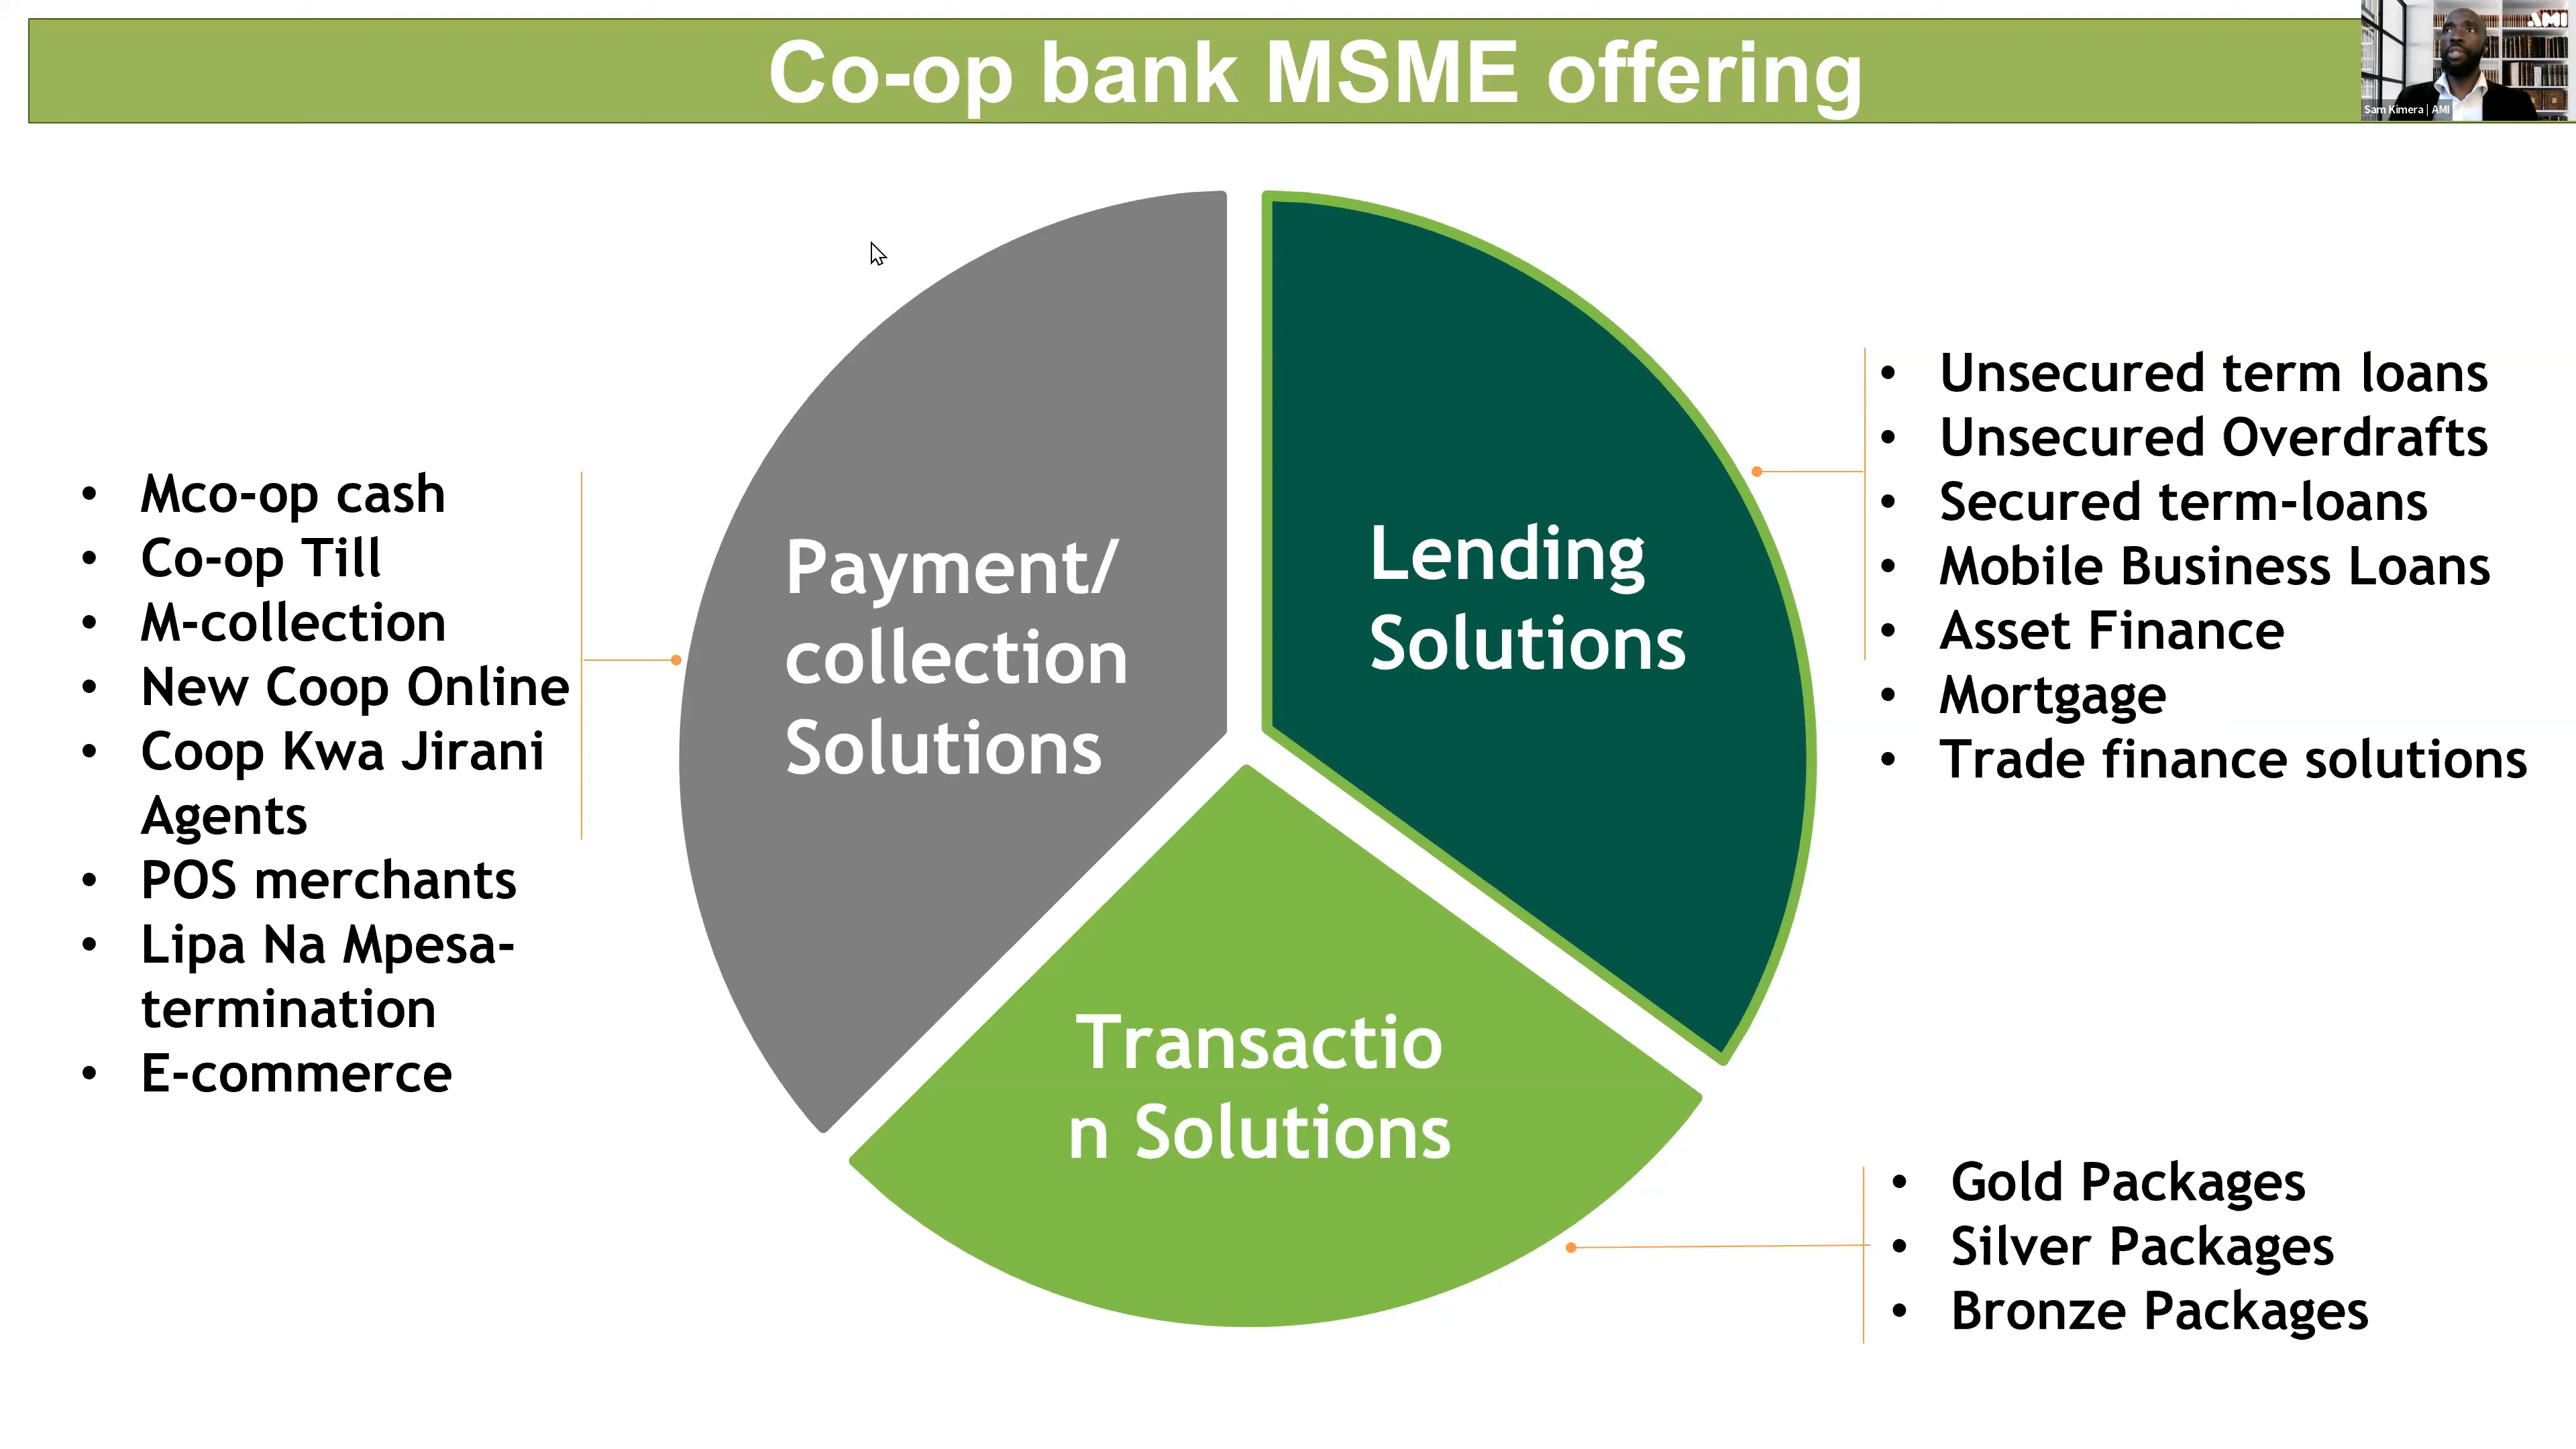 Co-op bank MSME offering
AMI
Sam Kimera | AMI
Payment/
collection
Solutions
Lending
Solutions
Transactio
n Solutions
• Mco-op cash
• Co-op Till
• M-collection
• New Coop Online
• Coop Kwa Jirani
Agents
• POS merchants
• Lipa Na Mpesa-
termination
• E-commerce
• Unsecured term loans
• Unsecured Overdrafts
• Secured term-loans
• Mobile Business Loans
• Asset Finance
• Mortgage
• Trade finance solutions
• Gold Packages
• Silver Packages
• Bronze Packages